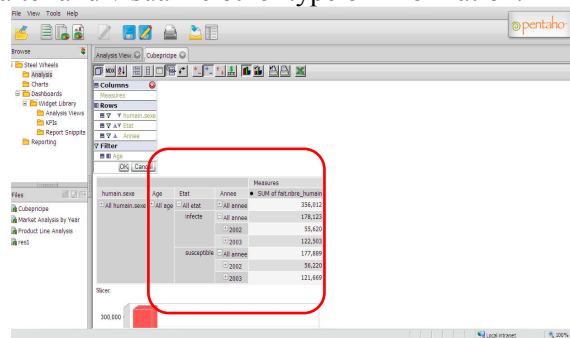 File View Tools Help
pentaho
Browse
Steel Wheels
Analysis
Charts
Dashboards
Widget Library
Analysis Views
KPIs
Report Snippits
Reporting
Files
Cubepricipe
Market Analysis by Year
Product Line Analysis
res1
Analysis View Cubepricipe
MDX
Columns
Measures
Rows
humain.sexe
Etat
Annee
Filter
Age
OK Cancel
Measures
humain.sexe Age Etat Annee SUM of fait.nbre_humain
All humain.sexe All age All etat All annee 356,012
infecte All annee 178,123
2002 55,620
2003 122,503
susceptible All annee 177,889
2002 56,220
2003 121,669
Slicer:
300,000
Local intranet 100%